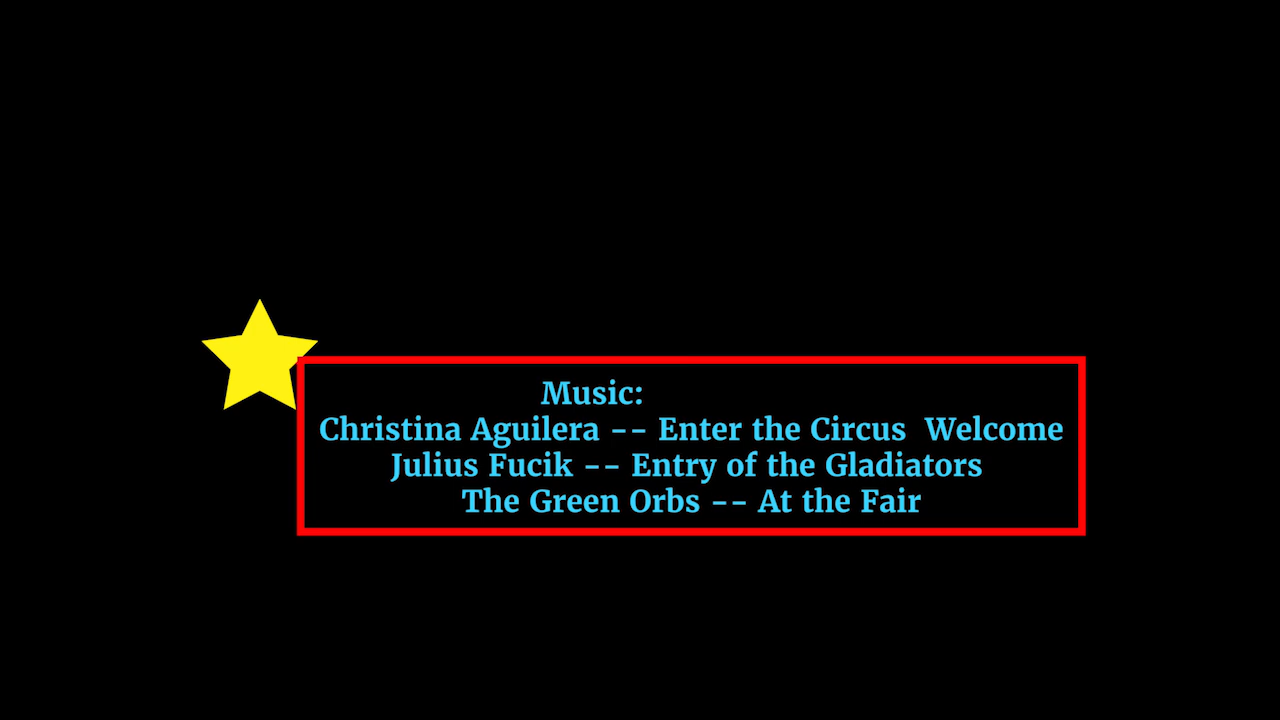 Music:
Christina Aguilera -- Enter the Circus  Welcome
Julius Fucik -- Entry of the Gladiators
The Green Orbs -- At the Fair